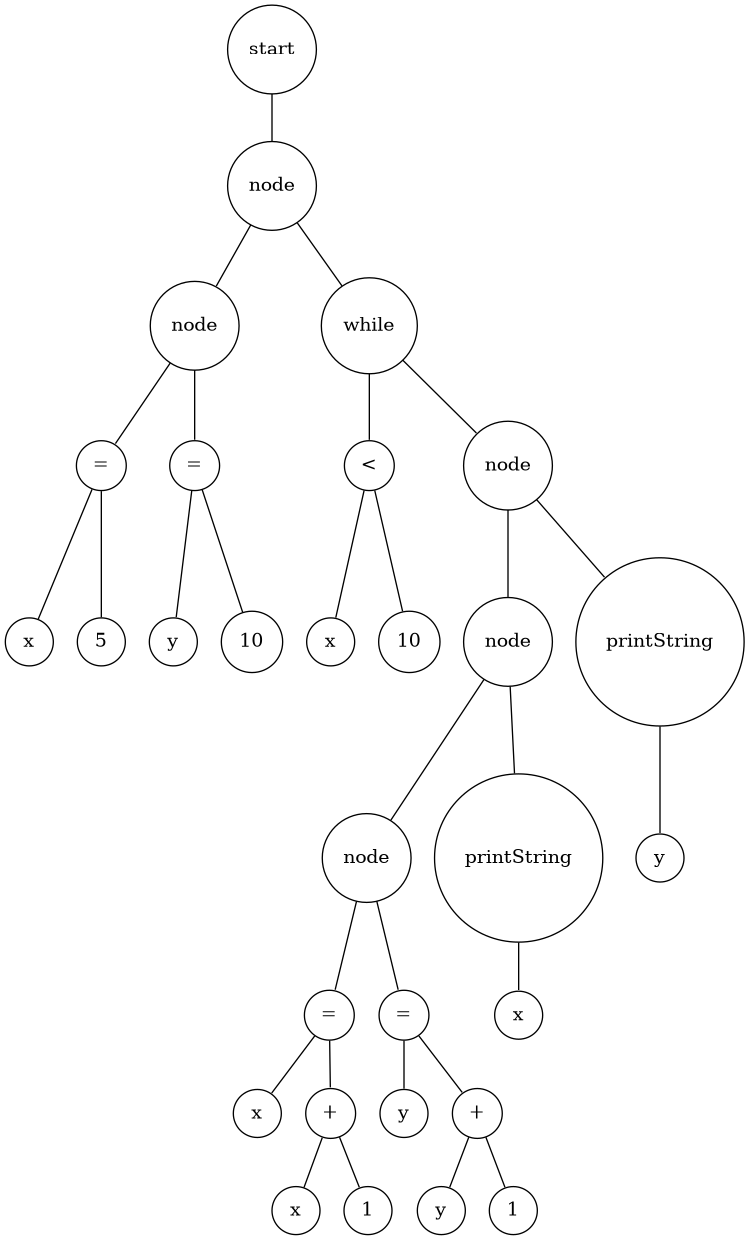 start
node
node while
= = < node
x 5 y 10 x 10 node printString
node printString y
= = x
x + y +
x 1 y 1